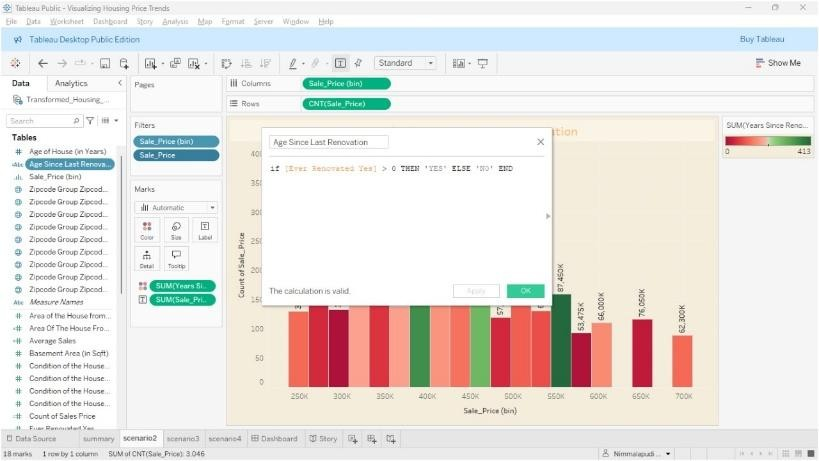 Tableau Public - Visualizing Housing Price Trends
File Data Worksheet Dashboard Story Analysis Map Format Server Window Help
Tableau Desktop Public Edition
Buy Tableau
Standard
Show Me
Data Analytics
Transformed_Housing_...
Search
Tables
Age of House (in Years)
Abc Age Since Last Renova...
Sale_Price (bin)
Zipcode Group Zipcod...
Zipcode Group Zipcod...
Zipcode Group Zipcod...
Zipcode Group Zipcod...
Zipcode Group Zipcod...
Zipcode Group Zipcod...
Zipcode Group Zipcod...
Zipcode Group Zipcod...
Zipcode Group Zipcod...
Abc Measure Names
Area of the House from...
Area Of The House Fro...
Average Sales
Basement Area (in Sqft)
Condition of the House...
Condition of the House...
Condition of the House...
Condition of the House...
Count of Sales Price
Ever Renovated Yes
Pages
Filters
Sale_Price (bin)
Sale_Price
Marks
Automatic
Color Size Label
Detail Tooltip
SUM(Years Si..
SUM(Sale_Pri..
Columns Sale_Price (bin)
Rows CNT(Sale_Price)
Age Since Last Renovation
if [Ever Renovated Yes] > 0 THEN 'YES' ELSE 'NO' END
The calculation is valid.
Apply OK
Count of Sale_Price
100
50
0
87,450K
53,475K
66,000K
76,050K
62,300K
250K 300K 350K 400K 450K 500K 550K 600K 650K 700K
Sale_Price (bin)
SUM(Years Since Reno...
0 413
Data Source summary scenario2 scenario3 scenario4 Dashboard Story
18 marks 1 row by 1 column SUM of CNT(Sale_Price): 3,046
Nimmalapudi ...